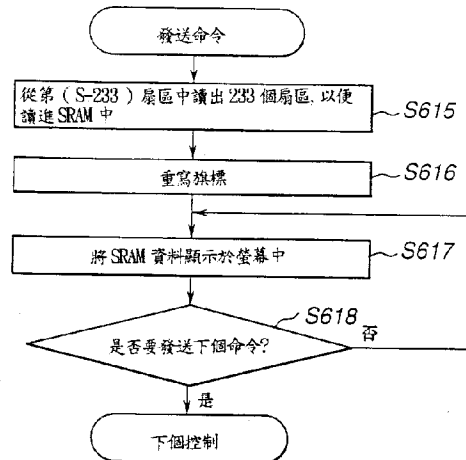 發送命令
從第(S-233)扇區中讀出233個扇區,以便
讀進SRAM中
S615
重寫旗標
S616
將SRAM資料顯示於螢幕中
S617
S618
是否要發送下個命令?
否
是
下個控制